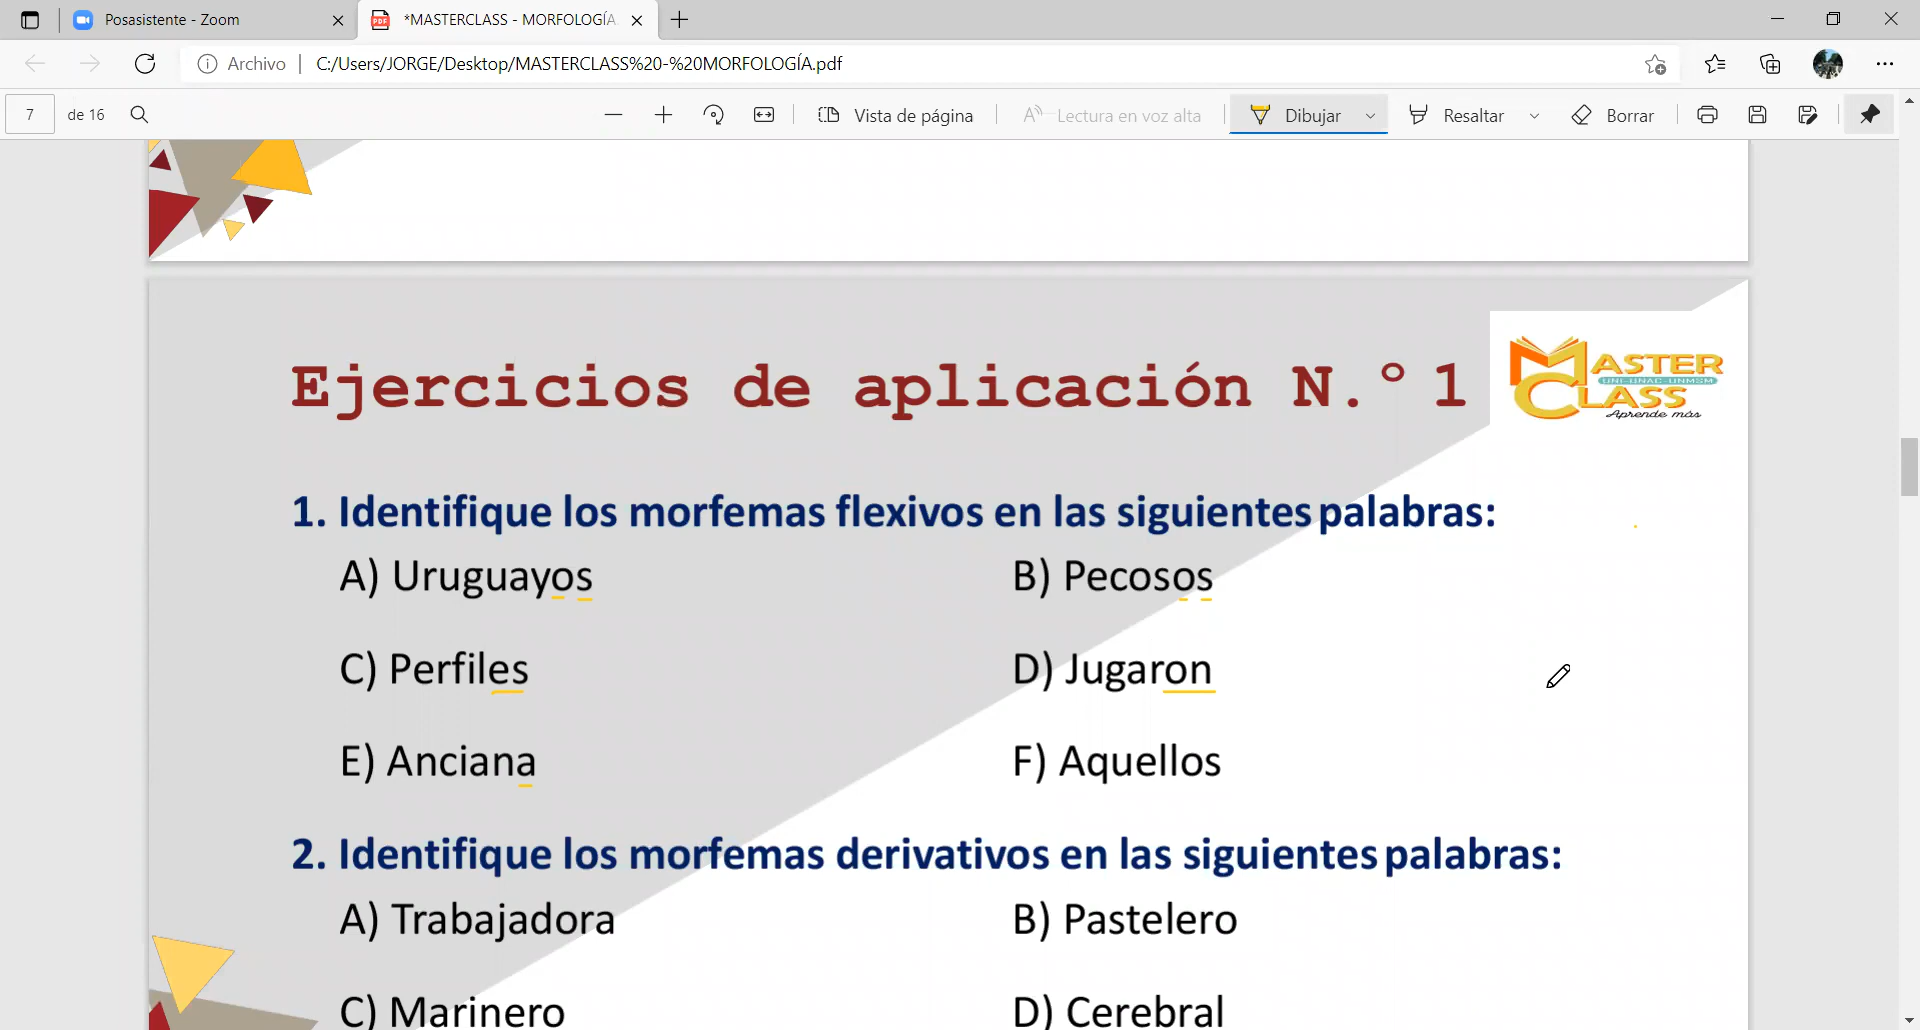 Posasistente - Zoom
*MASTERCLASS - MORFOLOGÍA
Archivo
C:/Users/JORGE/Desktop/MASTERCLASS%20-%20MORFOLOGÍA.pdf
7 de 16
Vista de página
Lectura en voz alta
Dibujar
Resaltar
Borrar
Ejercicios de aplicación N.° 1
MASTER
UNI-UNAC-UNMSM
CLASS
Aprende más
1. Identifique los morfemas flexivos en las siguientes palabras:
A) Uruguayos
B) Pecosos
C) Perfiles
D) Jugaron
E) Anciana
F) Aquellos
2. Identifique los morfemas derivativos en las siguientes palabras:
A) Trabajadora
B) Pastelero
C) Marinero
D) Cerebral